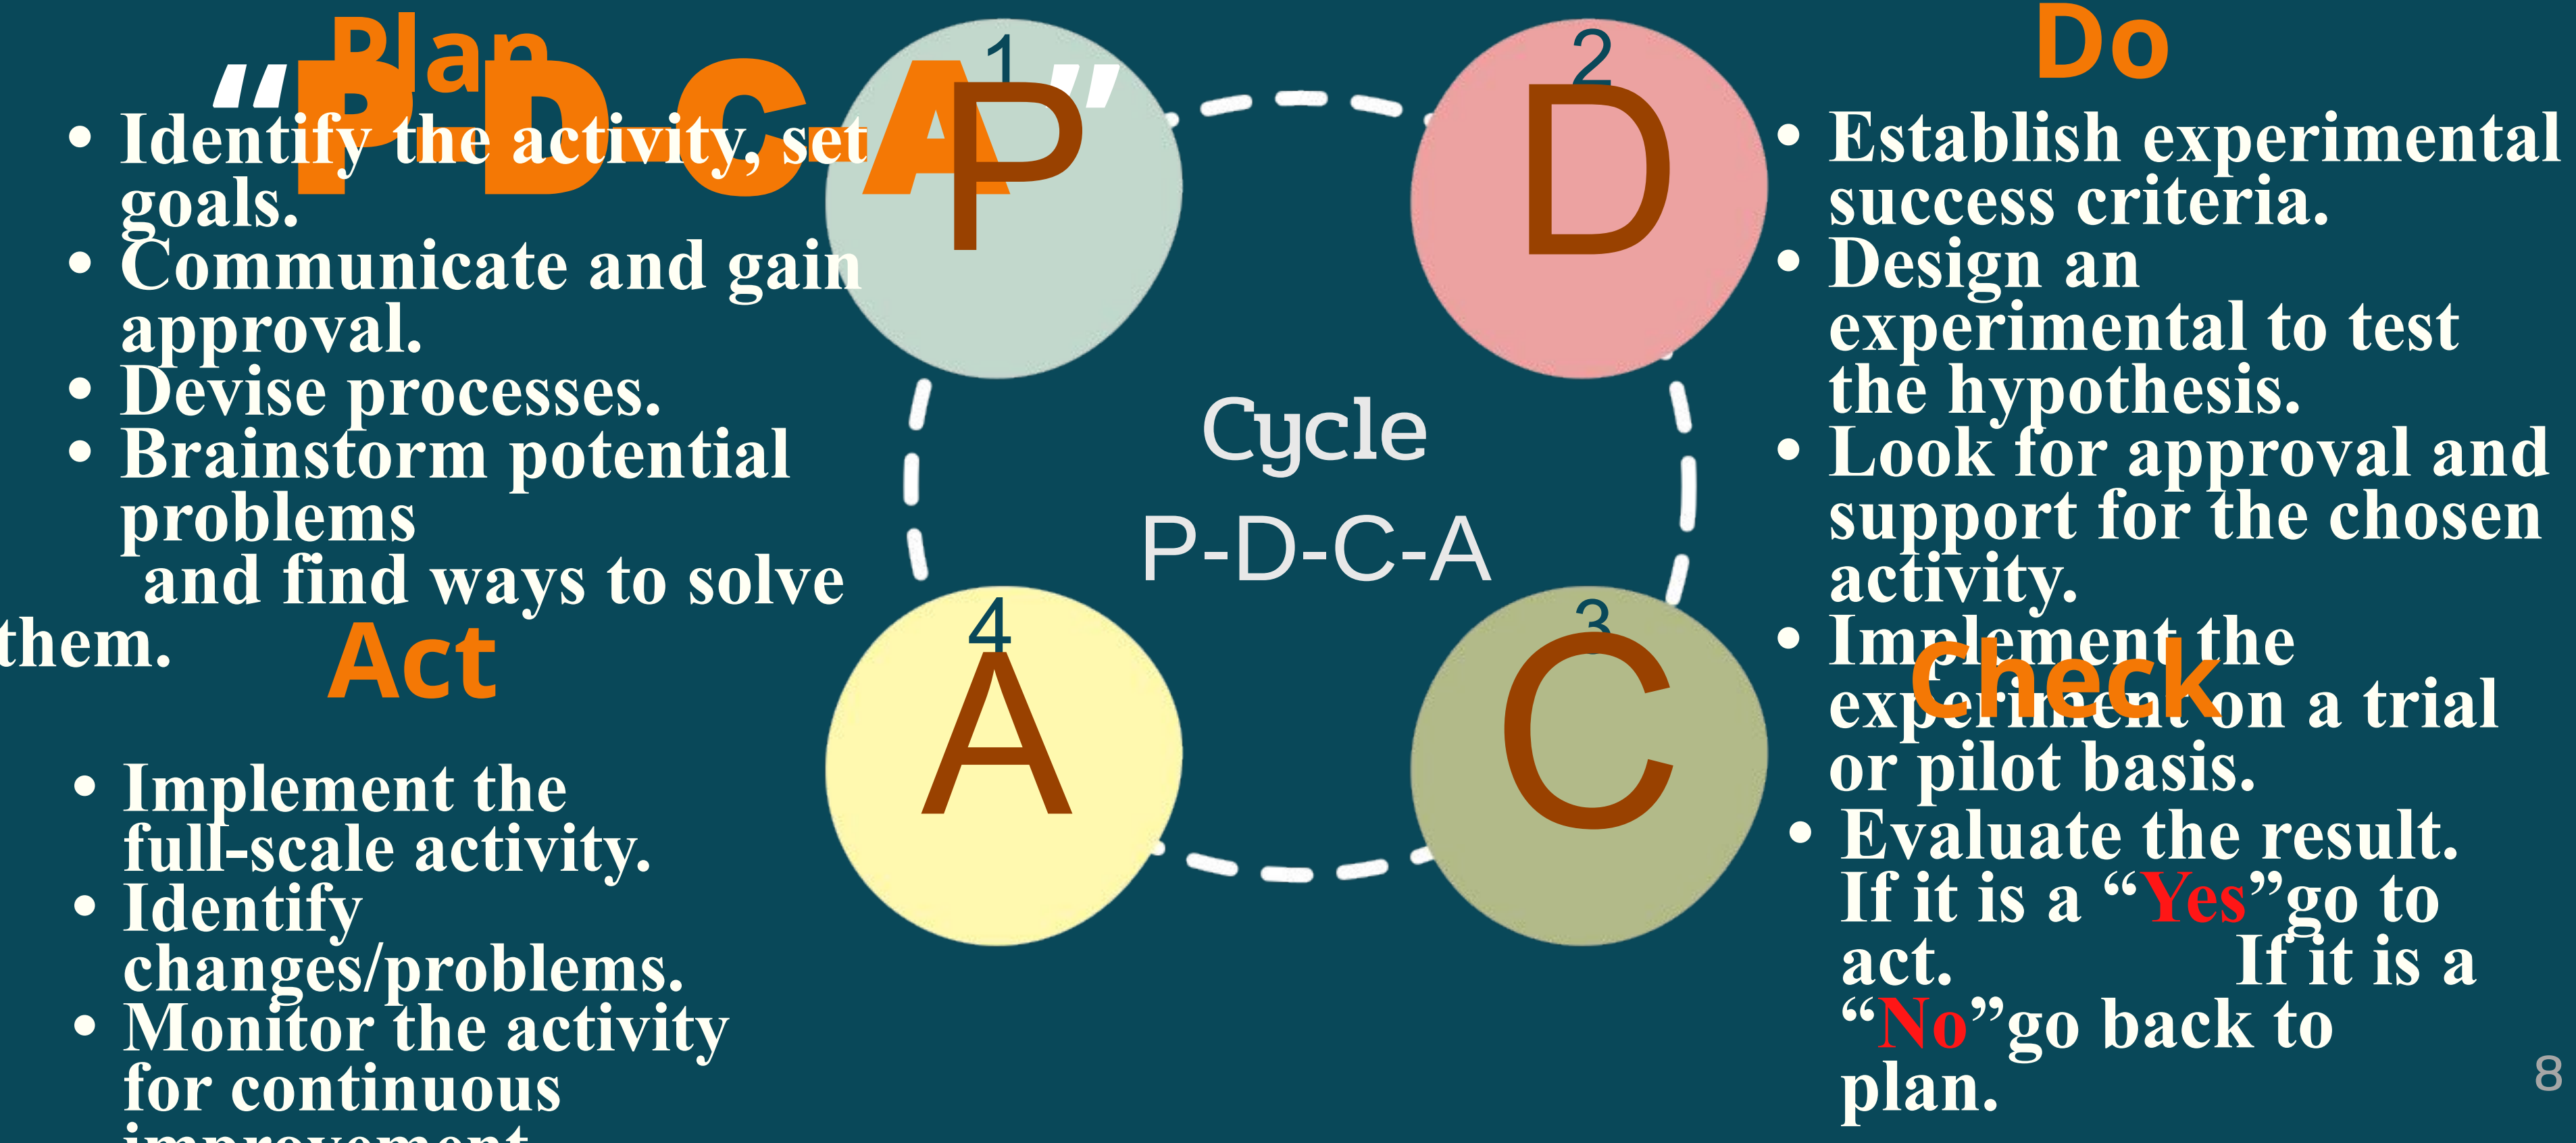 Plan
“P-D-C-A”
• Identify the activity, set
goals.
• Communicate and gain
approval.
• Devise processes.
• Brainstorm potential
problems
and find ways to solve
them.
1
P
2
D
Cycle
P-D-C-A
4
A
3
C
Do
• Establish experimental
success criteria.
• Design an
experimental to test
the hypothesis.
• Look for approval and
support for the chosen
activity.
• Implement the
experiment on a trial
or pilot basis.
Check
• Evaluate the result.
If it is a “Yes”go to
act. If it is a
“No”go back to
plan.
Act
• Implement the
full-scale activity.
• Identify
changes/problems.
• Monitor the activity
for continuous
improvement
8